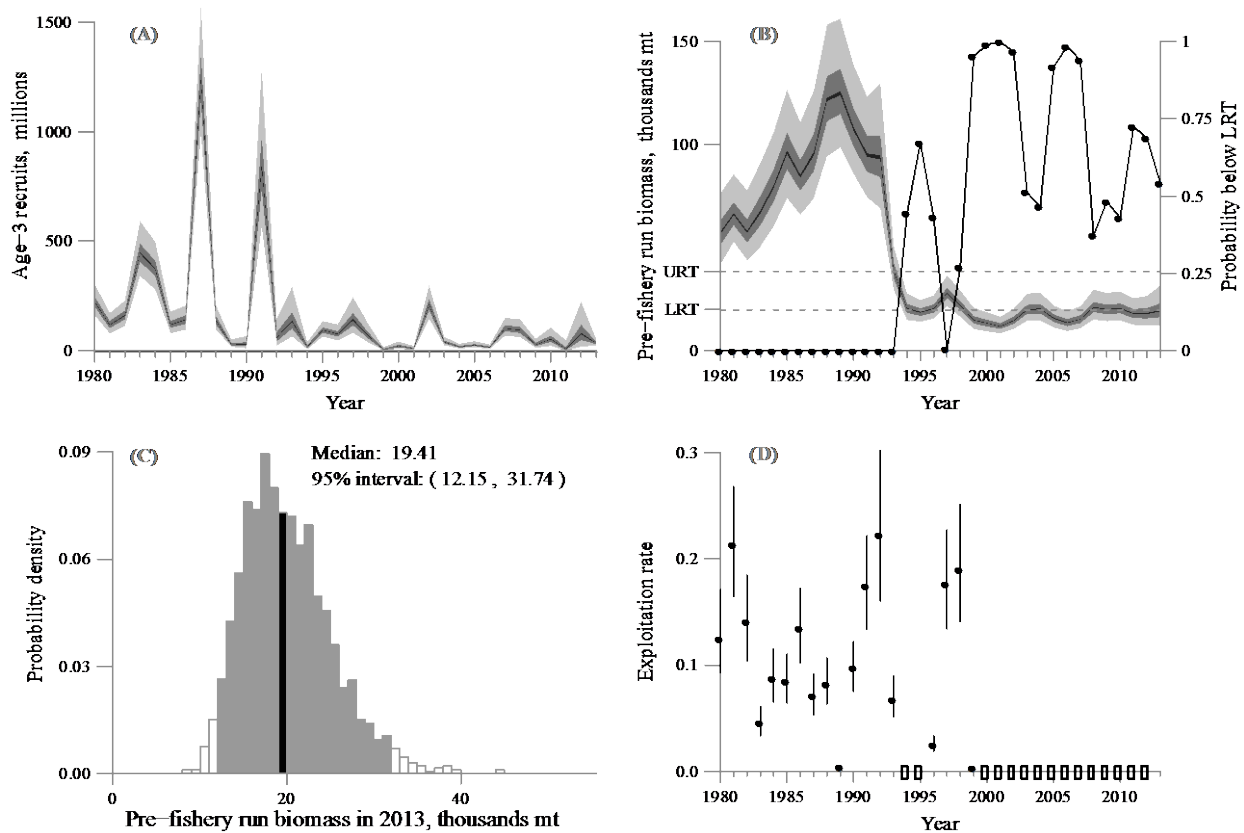 (A)
Age-3 recruits, millions
1500
1000
500
0
1980 1985 1990 1995 2000 2005 2010
Year
(B)
Pre-fishery run biomass, thousands mt
150
100
URT
LRT
0
1
0.75
0.5
0.25
0
Probability below LRT
1980 1985 1990 1995 2000 2005 2010
Year
(C)
Median: 19.41
95% interval: ( 12.15 , 31.74 )
Probability density
0.09
0.06
0.03
0.00
0 20 40
Pre-fishery run biomass in 2013, thousands mt
(D)
Exploitation rate
0.3
0.2
0.1
0.0
1980 1985 1990 1995 2000 2005 2010
Year